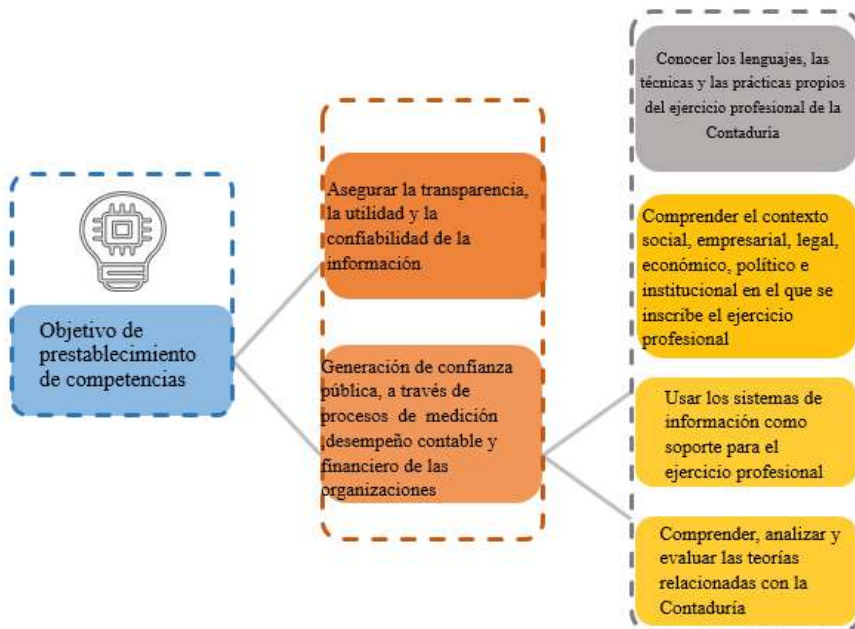 Objetivo de
prestablecimiento
de competencias
Asegurar la transparencia,
la utilidad y la
confiabilidad de la
información
Generación de confianza
pública, a través de
procesos de medición
,desempeño contable y
financiero de las
organizaciones
Conocer los lenguajes, las
técnicas y las prácticas propios
del ejercicio profesional de la
Contaduría
Comprender el contexto
social, empresarial, legal,
económico, político e
institucional en el que se
inscribe el ejercicio
profesional
Usar los sistemas de
información como
soporte para el
ejercicio profesional
Comprender, analizar y
evaluar las teorías
relacionadas con la
Contaduría